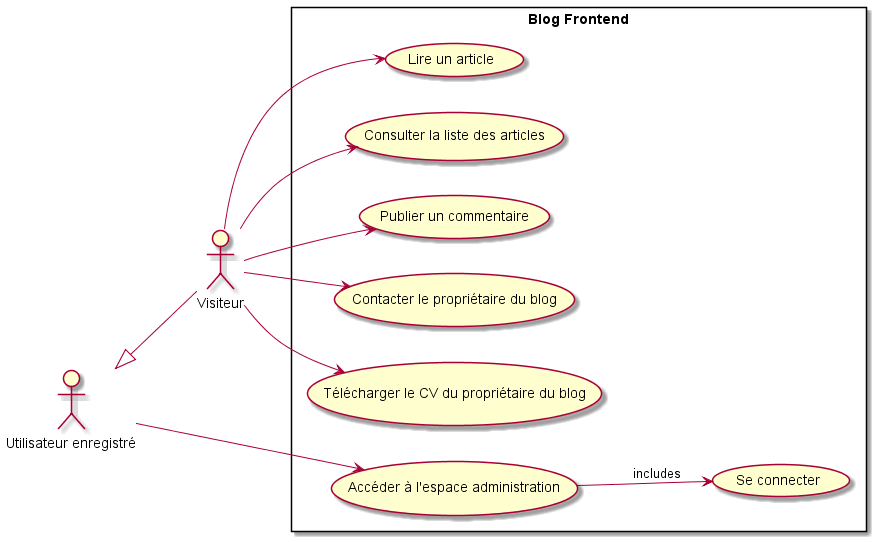 Blog Frontend
Lire un article
Consulter la liste des articles
Publier un commentaire
Visiteur
Contacter le propriétaire du blog
Télécharger le CV du propriétaire du blog
Utilisateur enregistré
includes
Se connecter
Accéder à l'espace administration